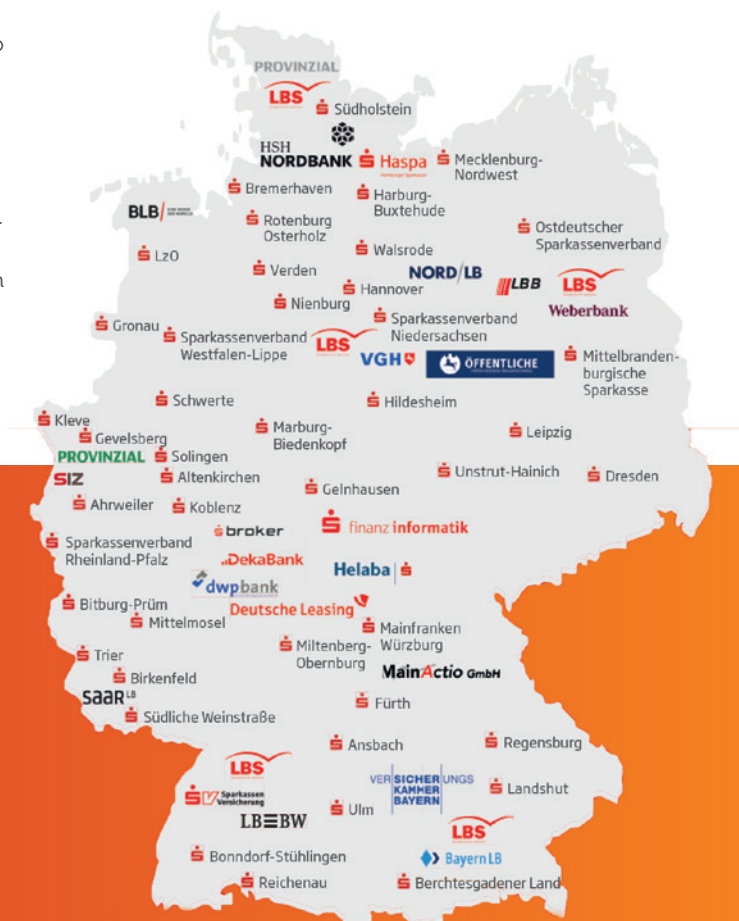 PROVINZIAL
LBS
Südholstein
HSH
NORDBANK
Haspa
Hamburger Sparkasse
Mecklenburg-
Nordwest
Bremerhaven
Harburg-
Buxtehude
BLB
Rotenburg
Osterholz
Ostdeutscher
Sparkassenverband
LzO
Walsrode
Verden
NORD/LB
Hannover
LBB
LBS
Nienburg
Weberbank
Gronau
Sparkassenverband
Westfalen-Lippe
LBS
Sparkassenverband
Niedersachsen
VGH
ÖFFENTLICHE
Mittelbranden-
burgische
Sparkasse
Schwerte
Hildesheim
Kleve
Gevelsberg
Marburg-
Biedenkopf
Leipzig
PROVINZIAL
Solingen
SIZ
Altenkirchen
Unstrut-Hainich
Dresden
Gelnhausen
Ahrweiler
Koblenz
broker
finanz informatik
Sparkassenverband
Rheinland-Pfalz
DekaBank
Helaba
dwpbank
Bitburg-Prüm
Deutsche Leasing
Mittelmosel
Mainfranken
Würzburg
Miltenberg-
Obernburg
Trier
Birkenfeld
MainActio GmbH
SaarLB
Südliche Weinstraße
Fürth
Ansbach
Regensburg
LBS
VERSICHERUNGS
KAMMER
BAYERN
Landshut
SV Sparkassen
Versicherung
Ulm
LBBW
LBS
Bonndorf-Stühlingen
BayernLB
Reichenau
Berchtesgadener Land